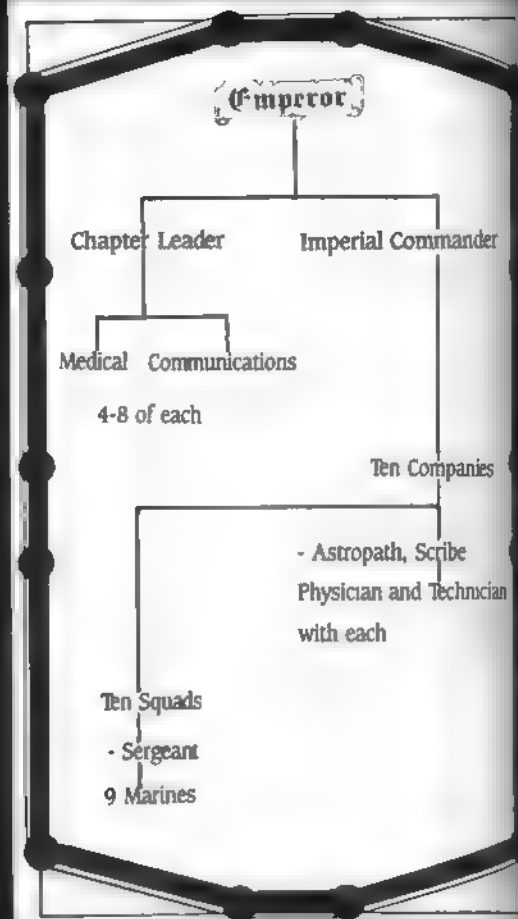 Emperor
Chapter Leader
Imperial Commander
Medical
Communications
4-8 of each
Ten Companies
- Astropath, Scribe
Physician and Technician
with each
Ten Squads
- Sergeant
9 Marines